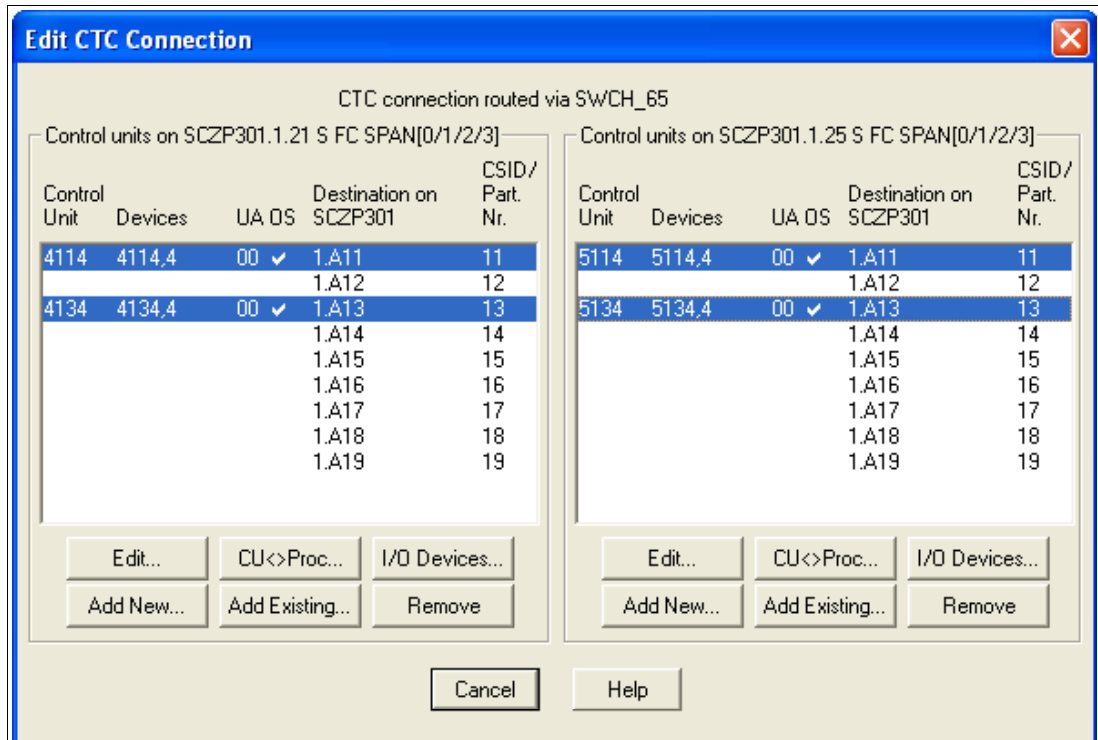 Edit CTC Connection
CTC connection routed via SWCH_65
Control units on SCZP301.1.21 S FC SPAN[0/1/2/3]
Control Unit Devices UA OS Destination on SCZP301 CSID/ Part. Nr.
4114 4114,4 00 ✔ 1.A11 11
1.A12 12
4134 4134,4 00 ✔ 1.A13 13
1.A14 14
1.A15 15
1.A16 16
1.A17 17
1.A18 18
1.A19 19
Edit... CU<>Proc... I/O Devices...
Add New... Add Existing... Remove
Control units on SCZP301.1.25 S FC SPAN[0/1/2/3]
Control Unit Devices UA OS Destination on SCZP301 CSID/ Part. Nr.
5114 5114,4 00 ✔ 1.A11 11
1.A12 12
5134 5134,4 00 ✔ 1.A13 13
1.A14 14
1.A15 15
1.A16 16
1.A17 17
1.A18 18
1.A19 19
Edit... CU<>Proc... I/O Devices...
Add New... Add Existing... Remove
Cancel Help